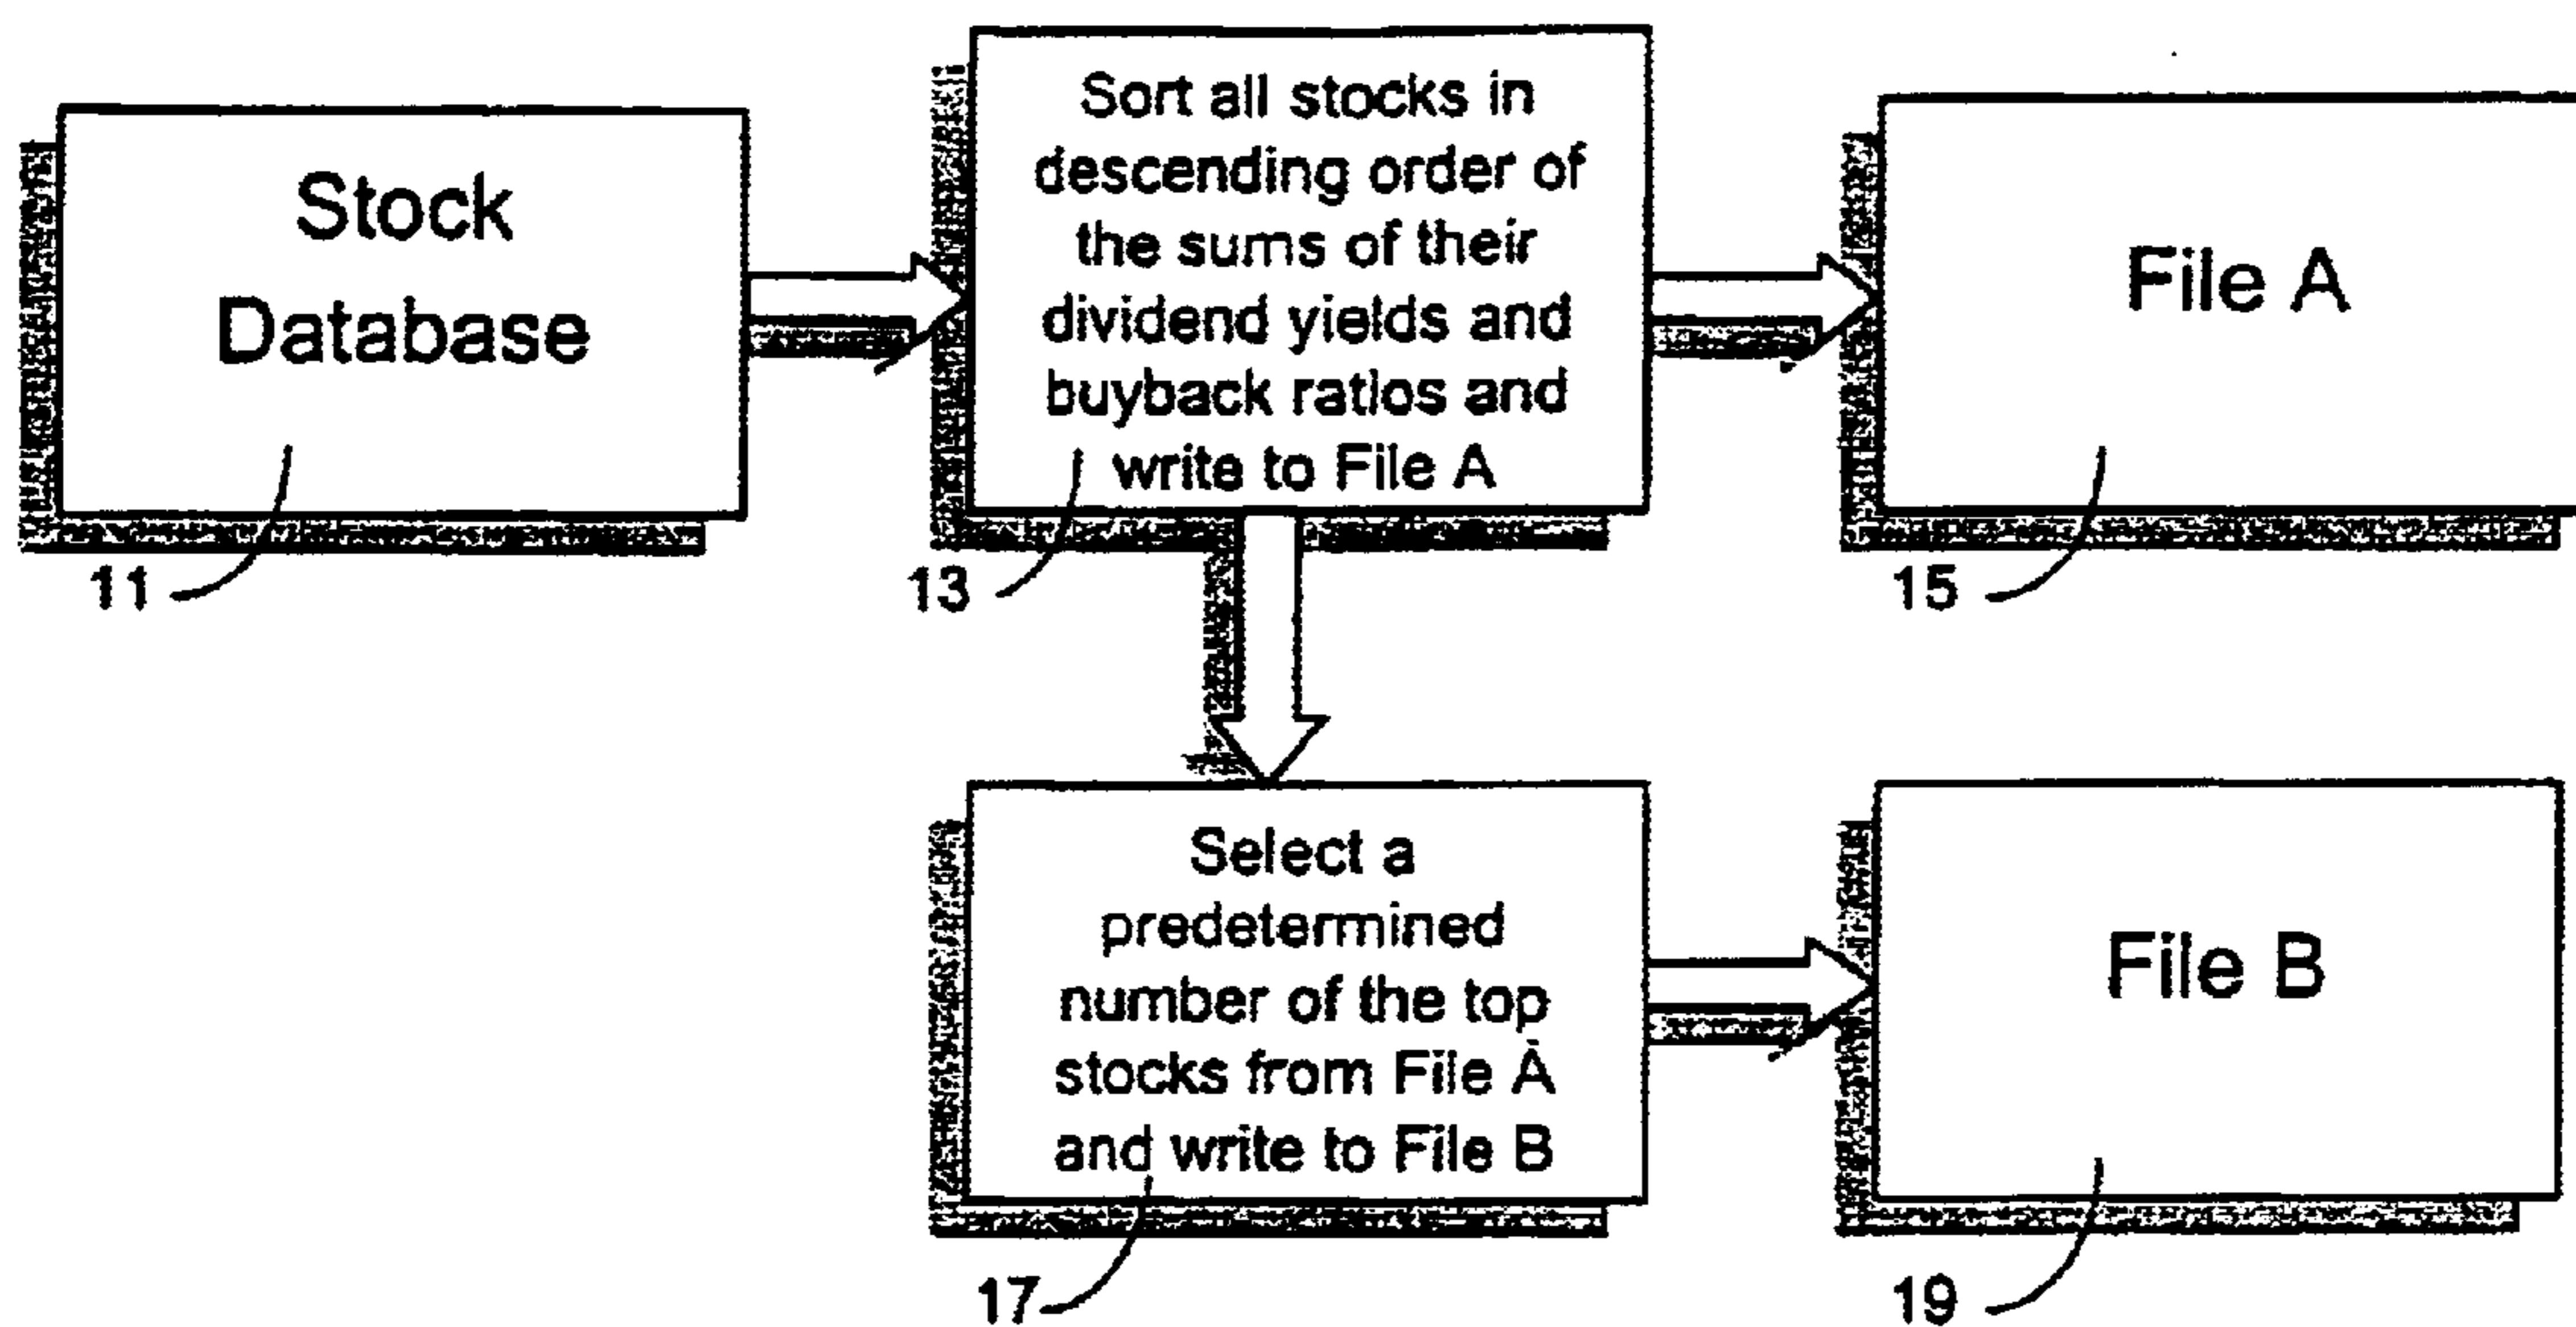 Stock
Database
11
Sort all stocks in
descending order of
the sums of their
dividend yields and
buyback ratios and
write to File A
13
File A
15
Select a
predetermined
number of the top
stocks from File A
and write to File B
17
File B
19